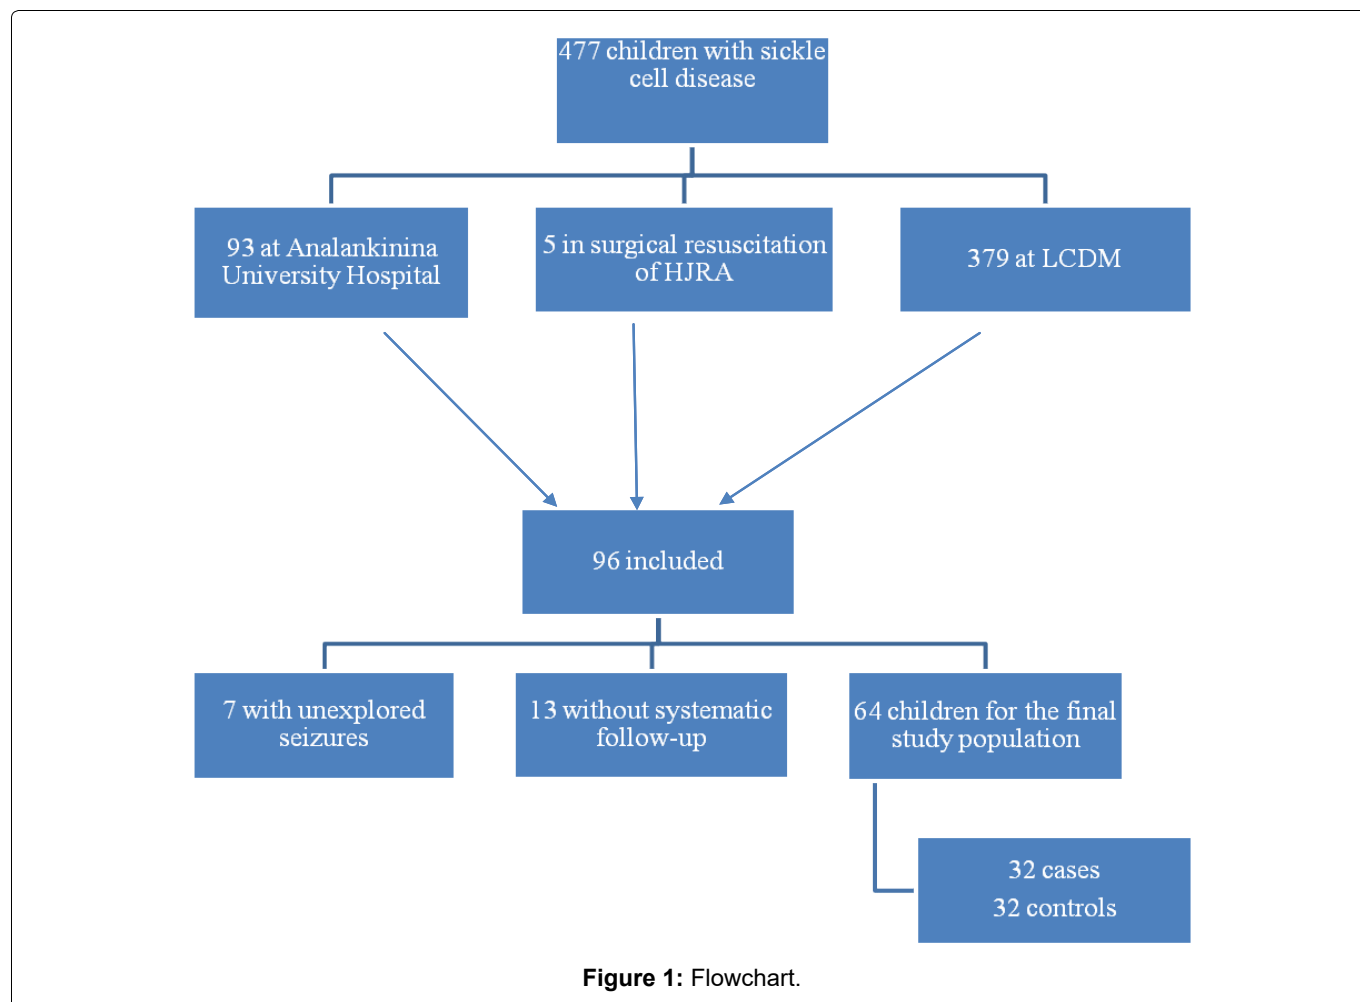 477 children with sickle
cell disease
93 at Analankinina
University Hospital
5 in surgical resuscitation
of HJRA
379 at LCDM
96 included
7 with unexplored
seizures
13 without systematic
follow-up
64 children for the final
study population
32 cases
32 controls
Figure 1: Flowchart.